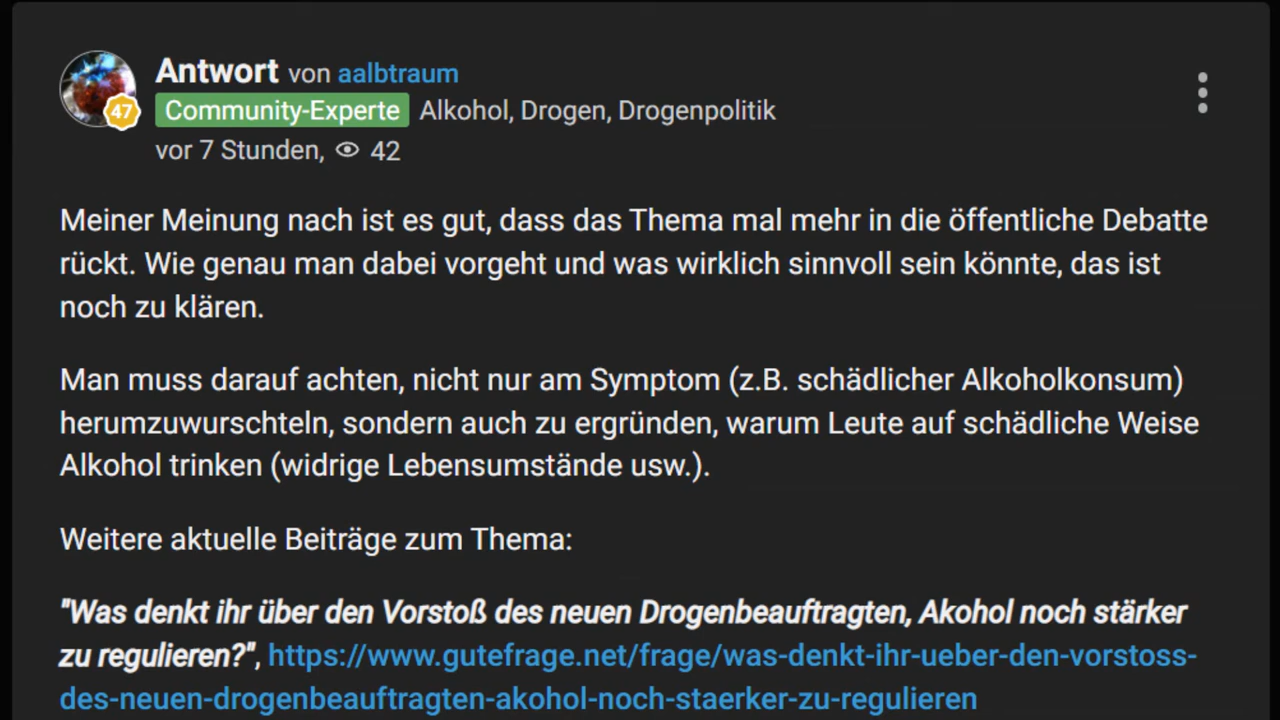 Antwort von aalbtraum
47
Community-Experte Alkohol, Drogen, Drogenpolitik
vor 7 Stunden, 42
Meiner Meinung nach ist es gut, dass das Thema mal mehr in die öffentliche Debatte
rückt. Wie genau man dabei vorgeht und was wirklich sinnvoll sein könnte, das ist
noch zu klären.
Man muss darauf achten, nicht nur am Symptom (z.B. schädlicher Alkoholkonsum)
herumzuwurschteln, sondern auch zu ergründen, warum Leute auf schädliche Weise
Alkohol trinken (widrige Lebensumstände usw.).
Weitere aktuelle Beiträge zum Thema:
"Was denkt ihr über den Vorstoß des neuen Drogenbeauftragten, Akohol noch stärker
zu regulieren?", https://www.gutefrage.net/frage/was-denkt-ihr-ueber-den-vorstoss-
des-neuen-drogenbeauftragten-akohol-noch-staerker-zu-regulieren